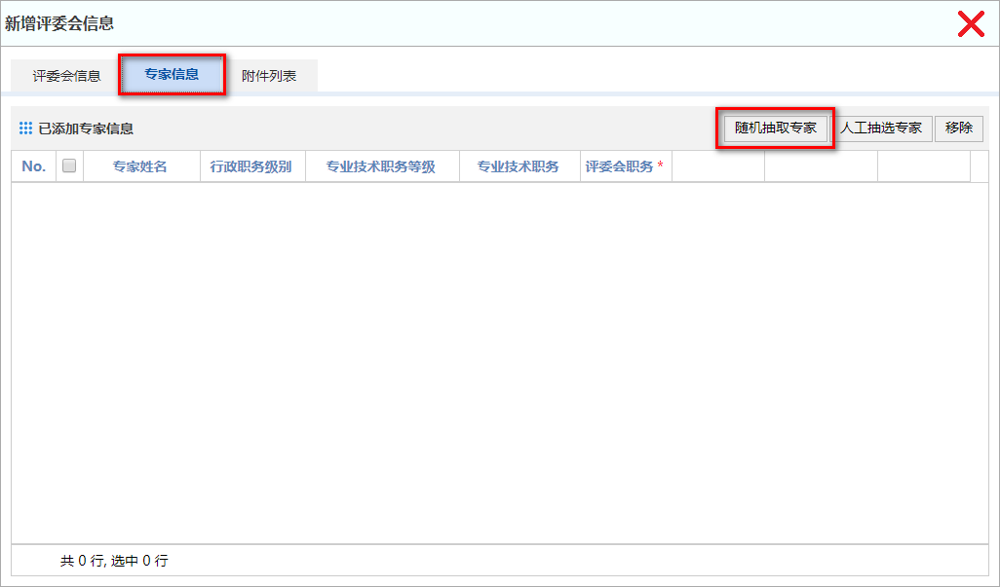 新增评委会信息
评委会信息 专家信息 附件列表
已添加专家信息 随机抽取专家 人工抽选专家 移除
No. 专家姓名 行政职务级别 专业技术职务等级 专业技术职务 评委会职务 *
共 0 行, 选中 0 行